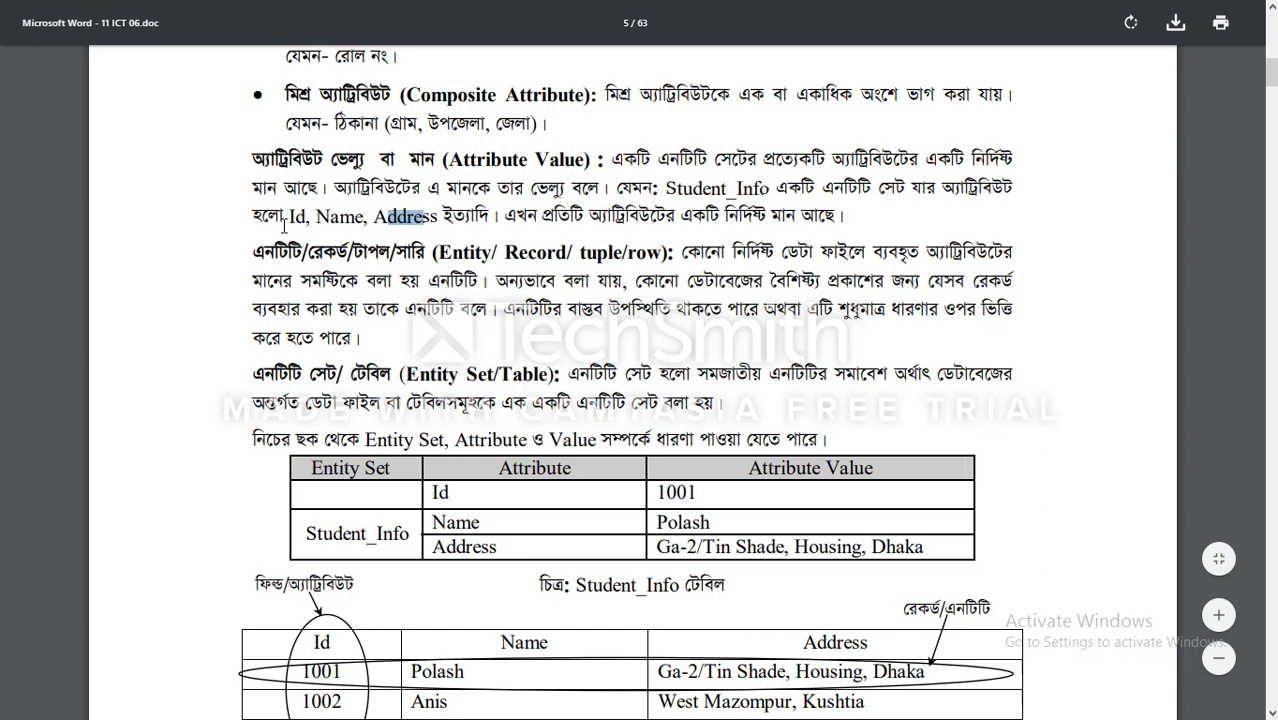 Microsoft Word - 11 ICT 06.doc
5 / 63
যেমন- রোল নং।
• মিশ্র অ্যাট্রিবিউট (Composite Attribute): মিশ্র অ্যাট্রিবিউটকে এক বা একাধিক অংশে ভাগ করা যায়।
যেমন- ঠিকানা (গ্রাম, উপজেলা, জেলা)।
অ্যাট্রিবিউট ভেল্যু বা মান (Attribute Value) : একটি এনটিটি সেটের প্রত্যেকটি অ্যাট্রিবিউটের একটি নির্দিষ্ট
মান আছে। অ্যাট্রিবিউটের এ মানকে তার ভেল্যু বলে। যেমন: Student_Info একটি এনটিটি সেট যার অ্যাট্রিবিউট
হলো Id, Name, Address ইত্যাদি। এখন প্রতিটি অ্যাট্রিবিউটের একটি নির্দিষ্ট মান আছে।
এনটিটি/রেকর্ড/টাপল/সারি (Entity/ Record/ tuple/row): কোনো নির্দিষ্ট ডেটা ফাইলে ব্যবহৃত অ্যাট্রিবিউটের
মানের সমষ্টিকে বলা হয় এনটিটি। অন্যভাবে বলা যায়, কোনো ডেটাবেজের বৈশিষ্ট্য প্রকাশের জন্য যেসব রেকর্ড
ব্যবহার করা হয় তাকে এনটিটি বলে। এনটিটির বাস্তব উপস্থিতি থাকতে পারে অথবা এটি শুধুমাত্র ধারণার ওপর ভিত্তি
করে হতে পারে।
TechSmith
এনটিটি সেট/ টেবিল (Entity Set/Table): এনটিটি সেট হলো সমজাতীয় এনটিটির সমাবেশ অর্থাৎ ডেটাবেজের
অন্তর্গত ডেটা ফাইল বা টেবিলসমূহকে এক একটি এনটিটি সেট বলা হয়।
MADE WITH CAMTASIA FREE TRIAL
নিচের ছক থেকে Entity Set, Attribute ও Value সম্পর্কে ধারণা পাওয়া যেতে পারে।
Entity Set Attribute Attribute Value
Id 1001
Student_Info
Name Polash
Address Ga-2/Tin Shade, Housing, Dhaka
ফিল্ড/অ্যাট্রিবিউট
চিত্র: Student_Info টেবিল
রেকর্ড/এনটিটি
Activate Windows
Go to Settings to activate Windows.
Id Name Address
1001 Polash Ga-2/Tin Shade, Housing, Dhaka
1002 Anis West Mazompur, Kushtia